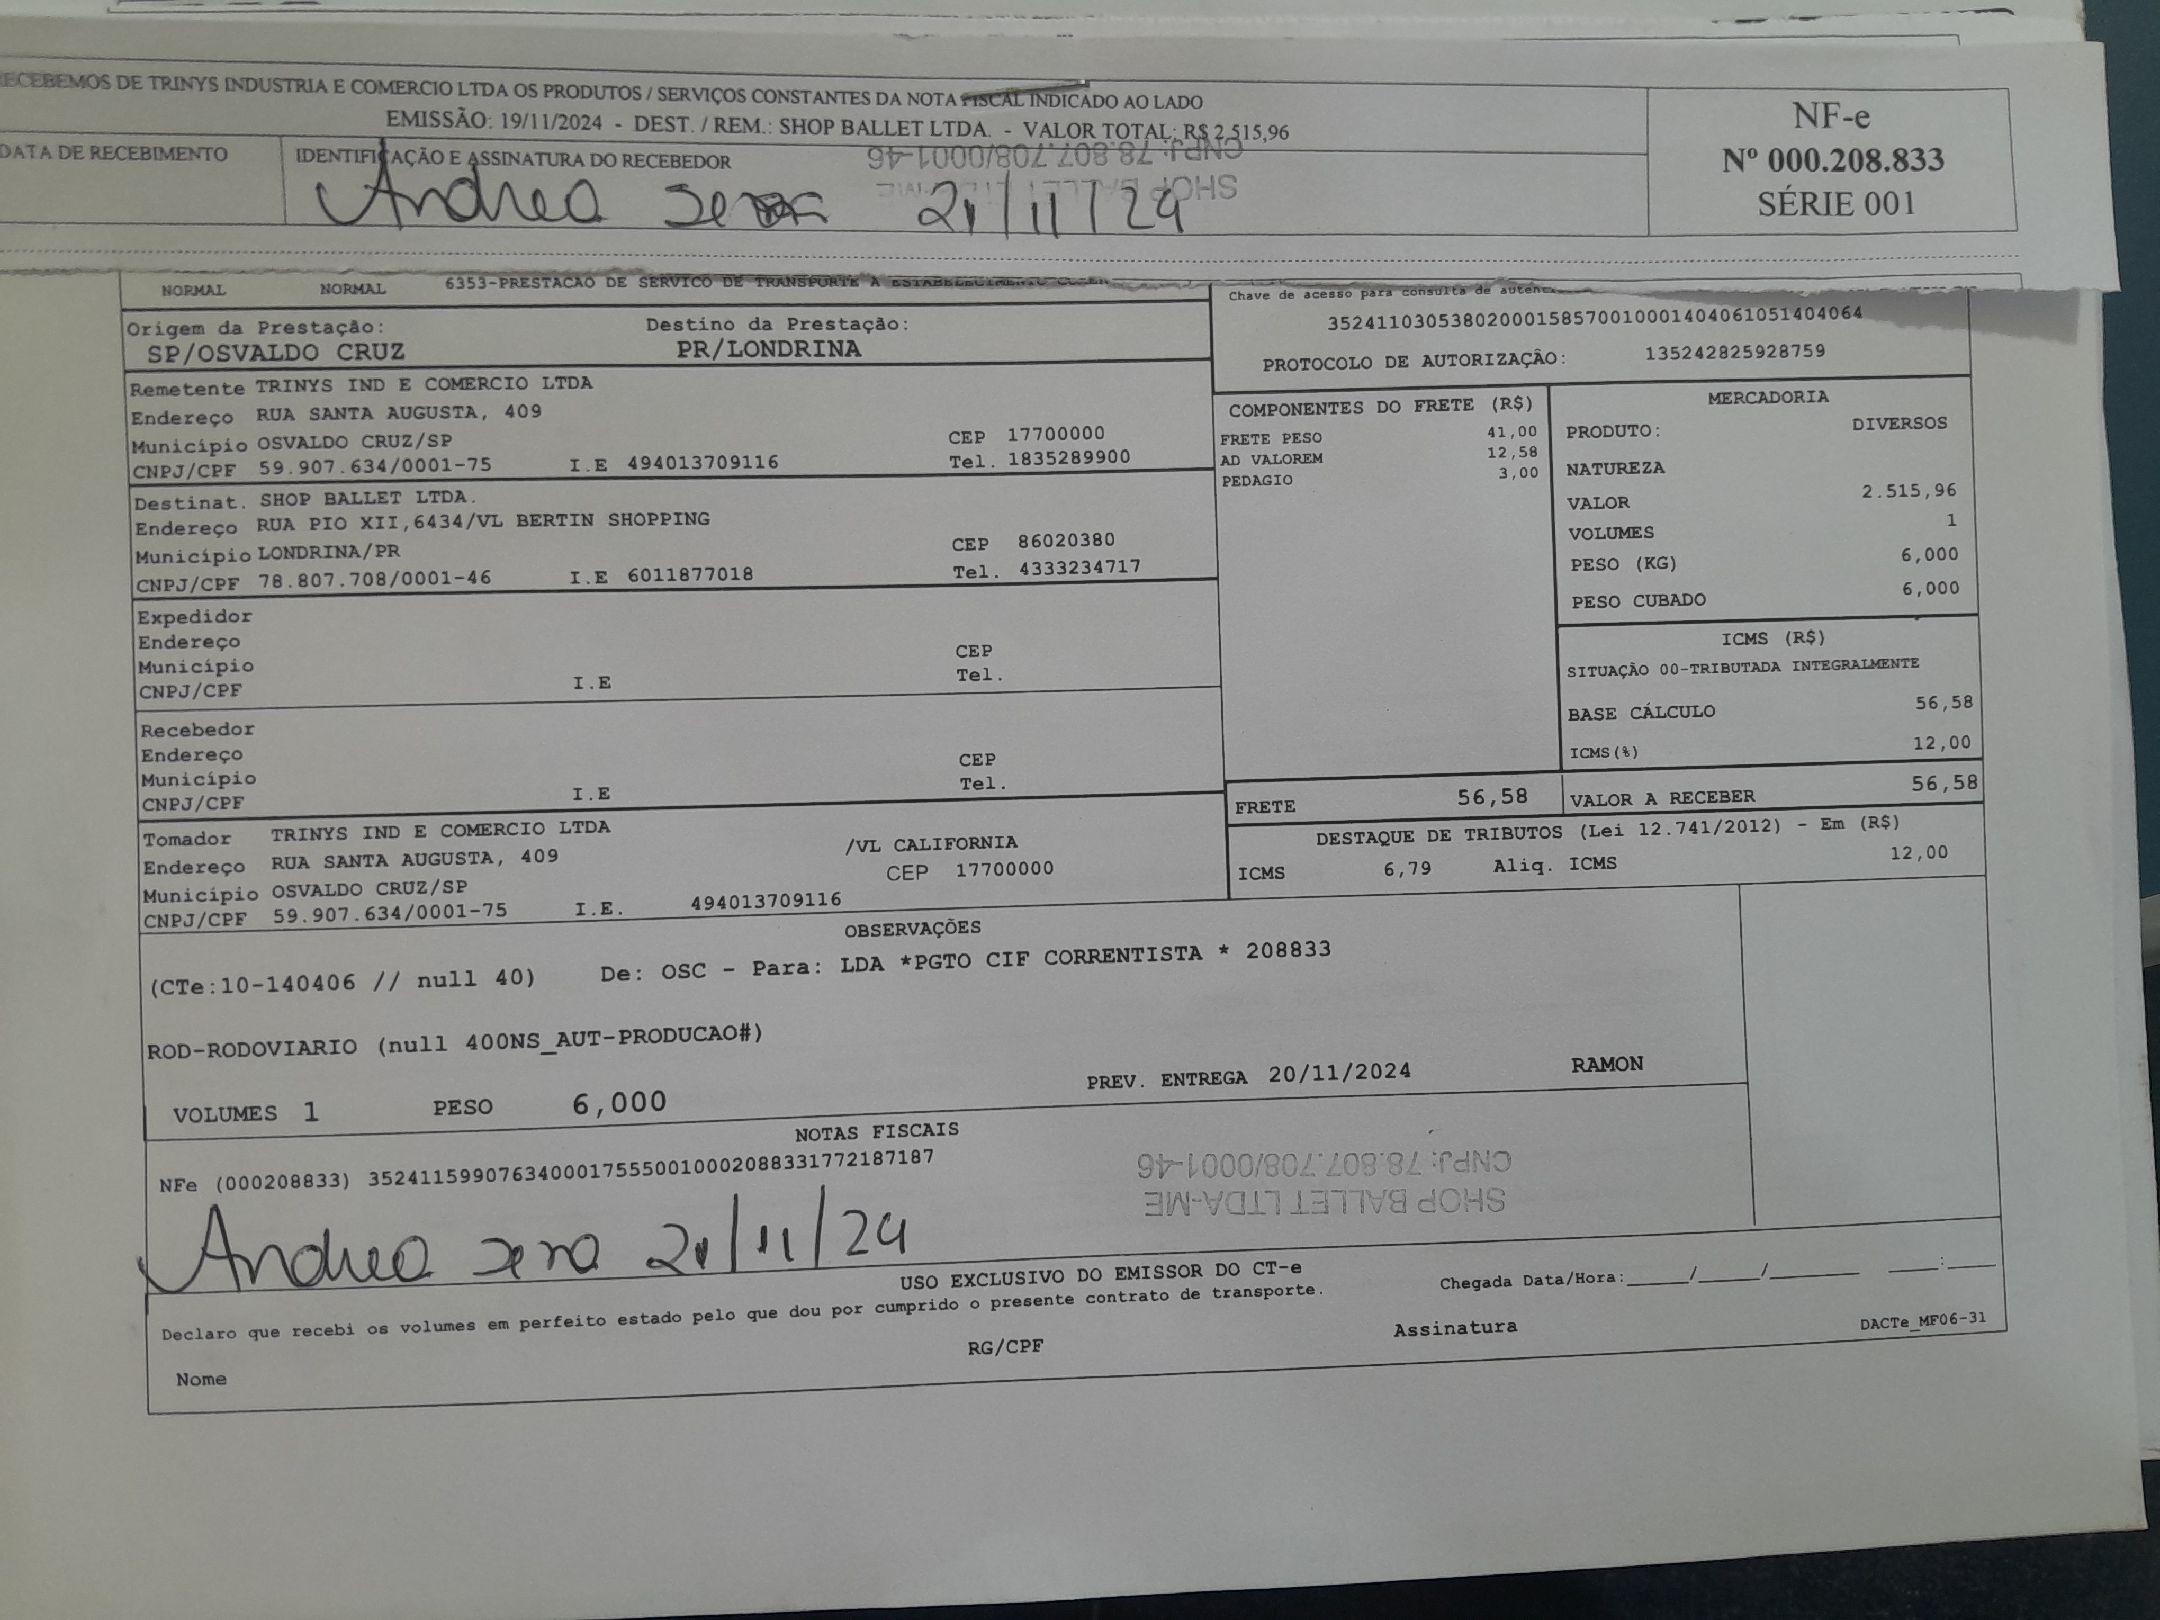 RECEBEMOS DE TRINYS INDUSTRIA E COMERCIO LTDA OS PRODUTOS / SERVIÇOS CONSTANTES DA NOTA FISCAL INDICADO AO LADO
EMISSÃO: 19/11/2024 - DEST. / REM.: SHOP BALLET LTDA. - VALOR TOTAL: R$ 2.515,96
DATA DE RECEBIMENTO IDENTIFICAÇÃO E ASSINATURA DO RECEBEDOR
CNPJ: 78.807.708/0001-46
SHOP BALLET LTDA-ME
Andrea 21/11/24
NF-e
Nº 000.208.833
SÉRIE 001
NORMAL NORMAL 6353-PRESTACAO DE SERVICO DE TRANSPORTE A ESTABELECIMENTO
Chave de acesso para consulta de
35241103053802000158570010001404061051404064
PROTOCOLO DE AUTORIZAÇÃO: 135242825928759
Origem da Prestação: Destino da Prestação:
SP/OSVALDO CRUZ PR/LONDRINA
Remetente TRINYS IND E COMERCIO LTDA
Endereço RUA SANTA AUGUSTA, 409
Município OSVALDO CRUZ/SP CEP 17700000
CNPJ/CPF 59.907.634/0001-75 I.E 494013709116 Tel. 1835289900
Destinat. SHOP BALLET LTDA.
Endereço RUA PIO XII,6434/VL BERTIN SHOPPING
Município LONDRINA/PR CEP 86020380
CNPJ/CPF 78.807.708/0001-46 I.E 6011877018 Tel. 4333234717
Expedidor
Endereço
Município CEP
CNPJ/CPF I.E Tel.
Recebedor
Endereço
Município CEP
CNPJ/CPF I.E Tel.
Tomador TRINYS IND E COMERCIO LTDA
Endereço RUA SANTA AUGUSTA, 409 /VL CALIFORNIA
Município OSVALDO CRUZ/SP CEP 17700000
CNPJ/CPF 59.907.634/0001-75 I.E. 494013709116
COMPONENTES DO FRETE (R$)
FRETE PESO 41,00
AD VALOREM 12,58
PEDAGIO 3,00
MERCADORIA
PRODUTO: DIVERSOS
NATUREZA
VALOR 2.515,96
VOLUMES 1
PESO (KG) 6,000
PESO CUBADO 6,000
ICMS (R$)
SITUAÇÃO 00-TRIBUTADA INTEGRALMENTE
BASE CÁLCULO 56,58
ICMS(%) 12,00
FRETE 56,58 VALOR A RECEBER 56,58
DESTAQUE DE TRIBUTOS (Lei 12.741/2012) - Em (R$)
ICMS 6,79 Aliq. ICMS 12,00
OBSERVAÇÕES
(CTe:10-140406 // null 40) De: OSC - Para: LDA *PGTO CIF CORRENTISTA * 208833
ROD-RODOVIARIO (null 400NS_AUT-PRODUCAO#)
PREV. ENTREGA 20/11/2024 RAMON
VOLUMES 1 PESO 6,000
NOTAS FISCAIS
NFe (000208833) 35241159907634000175550010002088331772187187
CNPJ: 78.807.708/0001-46
SHOP BALLET LTDA-ME
Andrea 21/11/24
USO EXCLUSIVO DO EMISSOR DO CT-e
Declaro que recebi os volumes em perfeito estado pelo que dou por cumprido o presente contrato de transporte.
Chegada Data/Hora:_____/_____/_______ ____:____
Nome RG/CPF Assinatura
DACTe_MF06-31